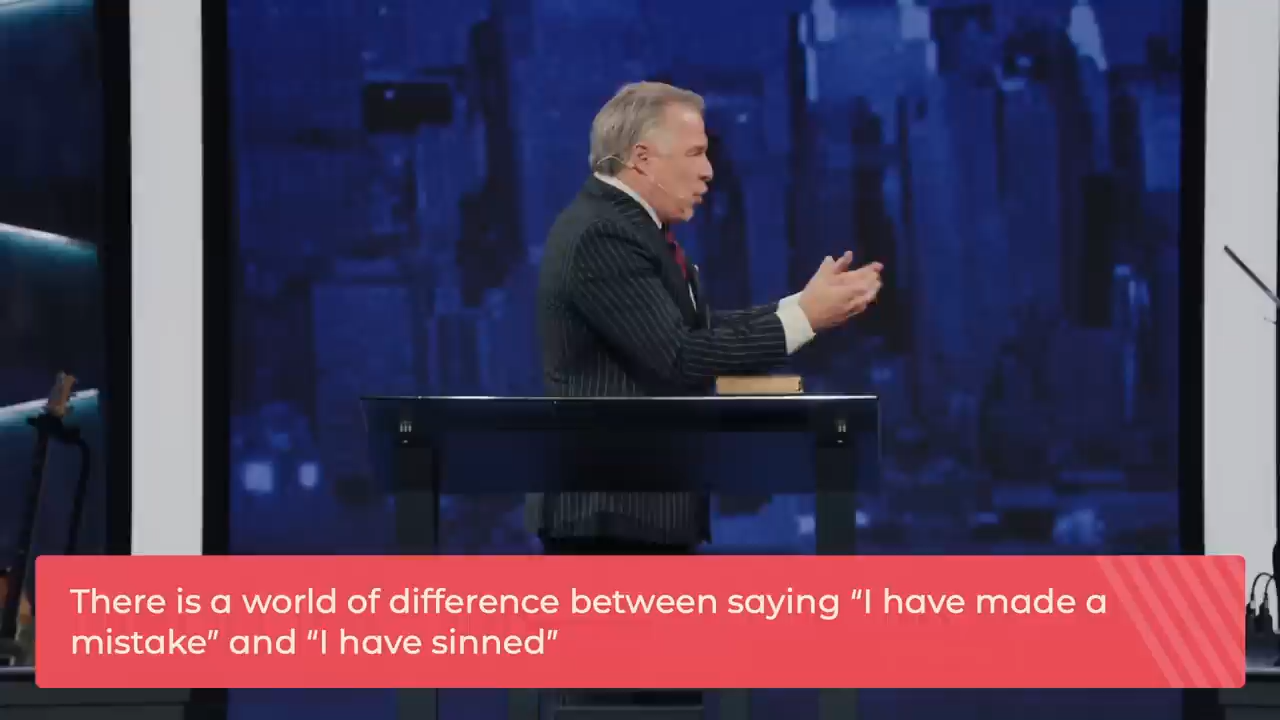 There is a world of difference between saying “I have made a
mistake” and “I have sinned”